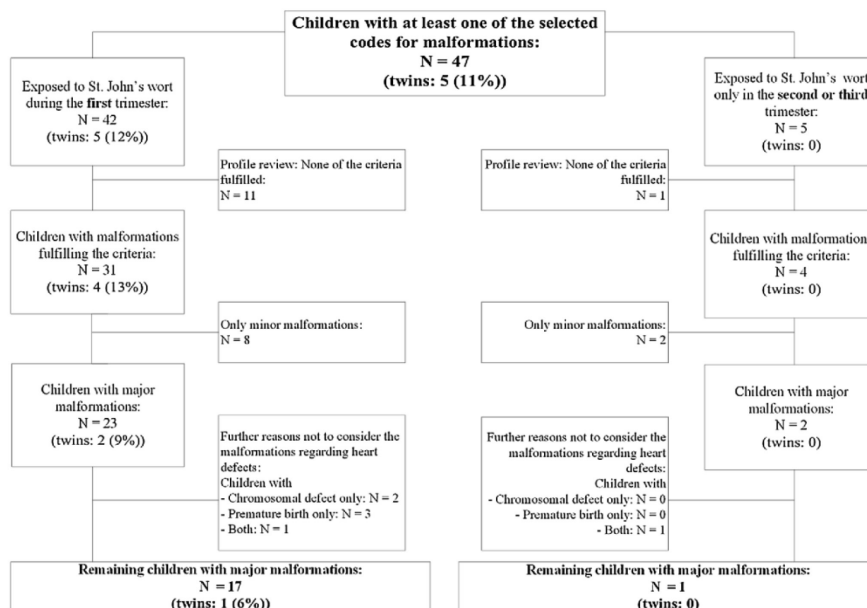 Children with at least one of the selected
codes for malformations:
N = 47
(twins: 5 (11%))
Exposed to St. John's wort
during the first trimester:
N = 42
(twins: 5 (12%))
Exposed to St. John's wort
only in the second or third
trimester:
N = 5
(twins: 0)
Profile review: None of the criteria
fulfilled:
N = 11
Profile review: None of the criteria
fulfilled:
N = 1
Children with malformations
fulfilling the criteria:
N = 31
(twins: 4 (13%))
Children with malformation
fulfilling the criteria:
N = 4
(twins: 0)
Only minor malformations:
N = 8
Only minor malformations:
N = 2
Children with major
malformations:
N = 23
(twins: 2 (9%))
Children with major
malformations:
N = 2
(twins: 0)
Further reasons not to consider the
malformations regarding heart
defects:
Children with
- Chromosomal defect only: N = 2
- Premature birth only: N = 3
- Both: N = 1
Further reasons not to consider the
malformations regarding heart
defects:
Children with
- Chromosomal defect only: N = 0
- Premature birth only: N = 0
- Both: N = 1
Remaining children with major malformations:
N = 17
(twins: 1 (6%))
Remaining children with major malformations:
N = 1
(twins: 0)